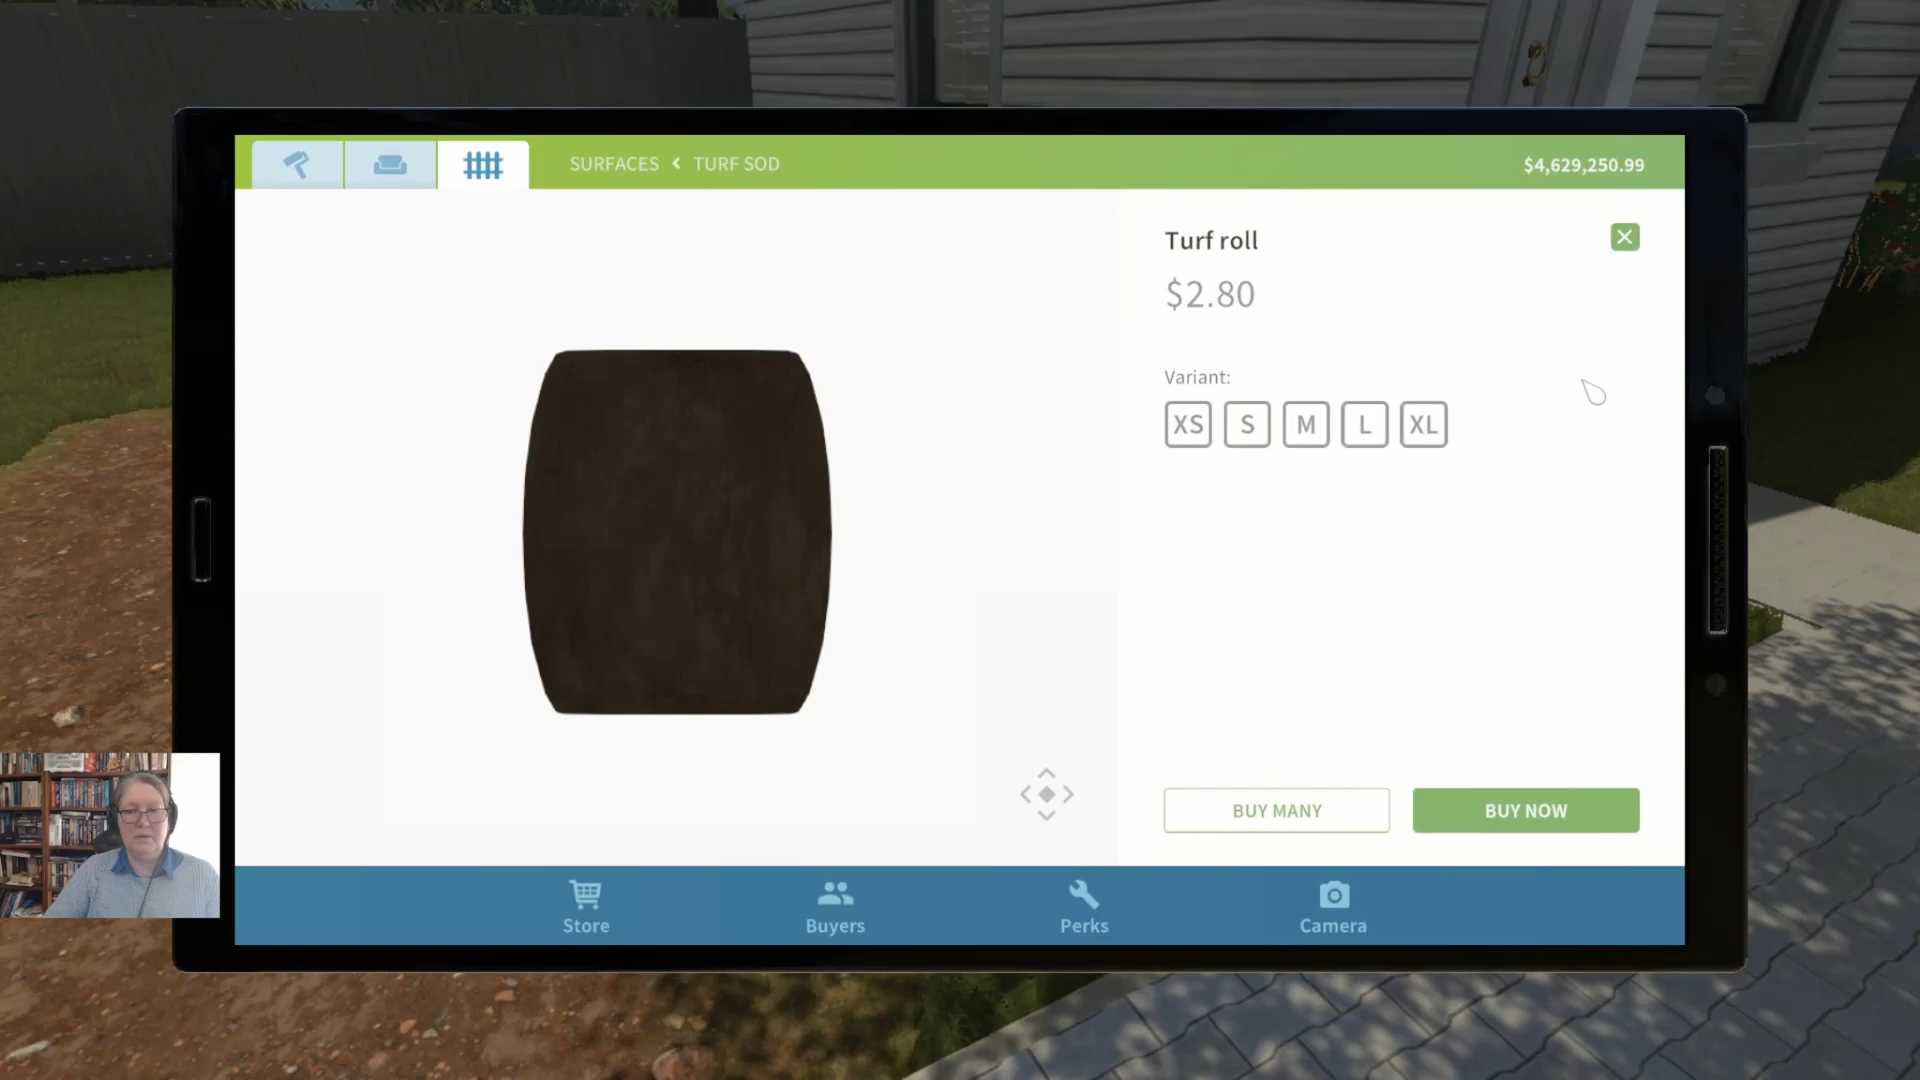 SURFACES < TURF SOD
$4,629,250.99
Turf roll
$2.80
Variant:
XS S M L XL
BUY MANY BUY NOW
Store Buyers Perks Camera